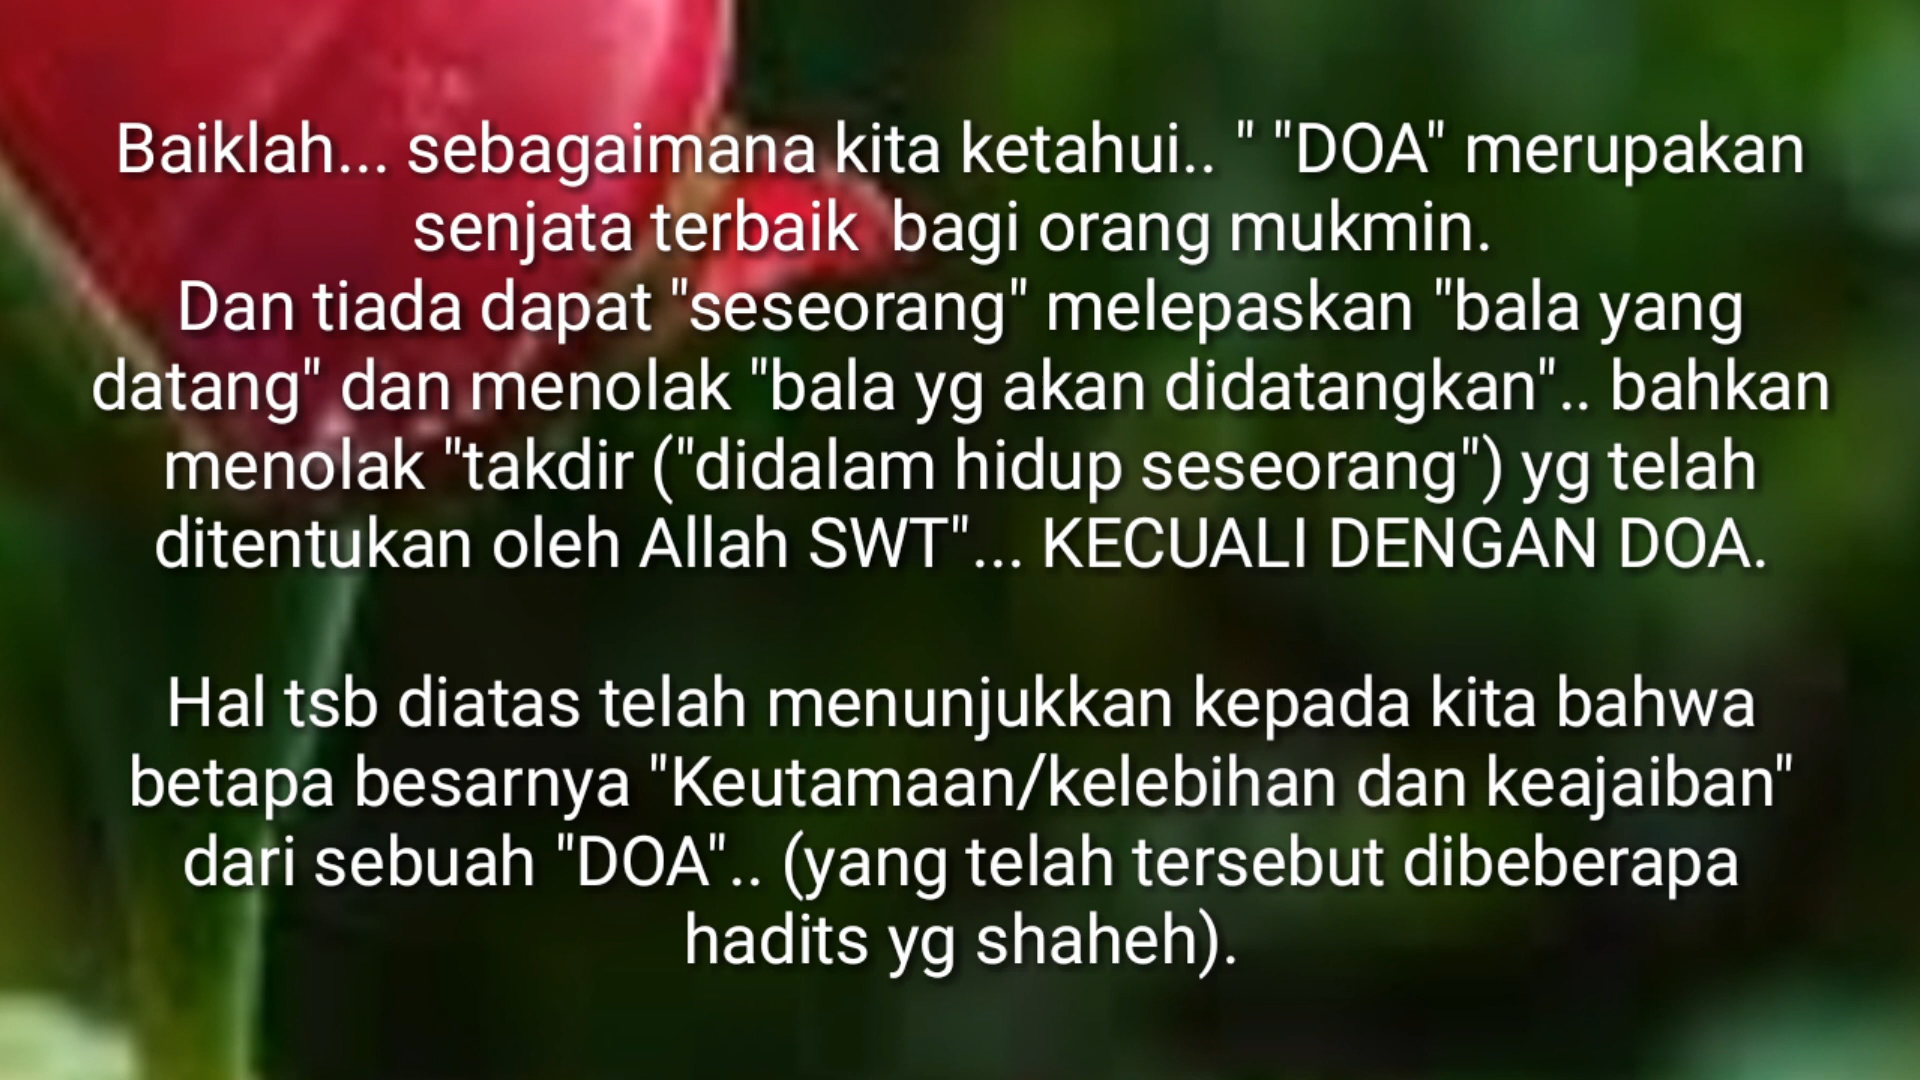 Baiklah... sebagaimana kita ketahui.. " "DOA" merupakan
senjata terbaik  bagi orang mukmin.
Dan tiada dapat "seseorang" melepaskan "bala yang
datang" dan menolak "bala yg akan didatangkan".. bahkan
menolak "takdir ("didalam hidup seseorang") yg telah
ditentukan oleh Allah SWT"... KECUALI DENGAN DOA.

Hal tsb diatas telah menunjukkan kepada kita bahwa
betapa besarnya "Keutamaan/kelebihan dan keajaiban"
dari sebuah "DOA".. (yang telah tersebut dibeberapa
hadits yg shaheh).